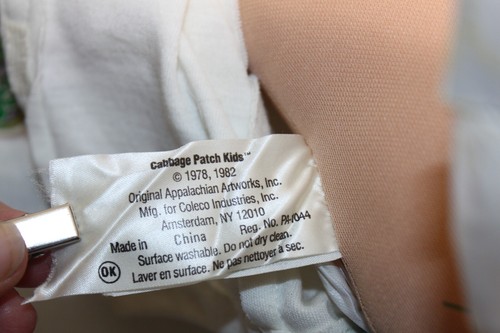 Cabbage Patch Kids™
© 1978, 1982
Original Appalachian Artworks, Inc.
Mfg. for Coleco Industries, Inc.
Amsterdam, NY 12010
Reg. No. PA/044
Made in China
Surface washable. Do not dry clean.
OK Laver en surface. Ne pas nettoyer à sec.